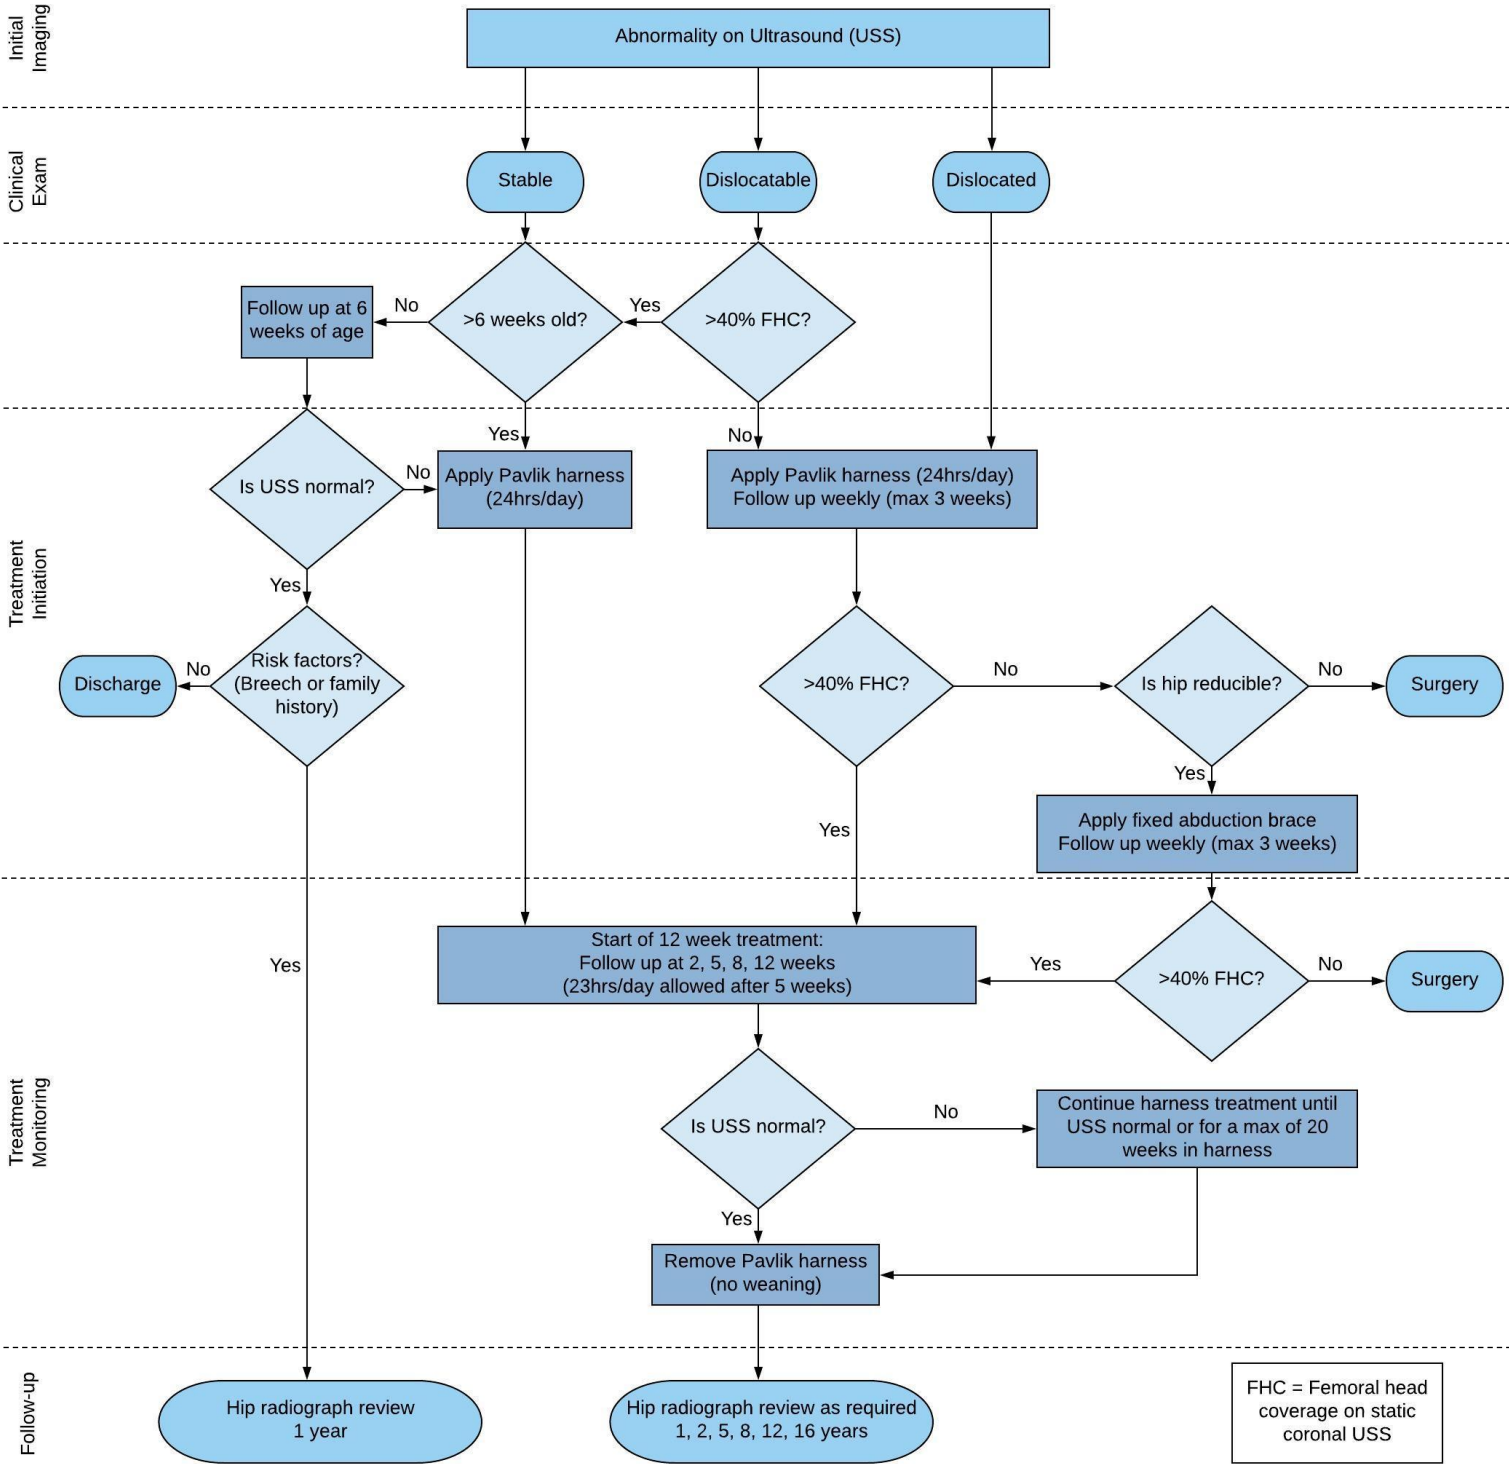 Initial
Imaging
Abnormality on Ultrasound (USS)
Clinical
Exam
Stable
Dislocatable
Dislocated
Follow up at 6
weeks of age
No
>6 weeks old?
Yes
>40% FHC?
Treatment
Initiation
Is USS normal?
No
Yes
Apply Pavlik harness
(24hrs/day)
No
Apply Pavlik harness (24hrs/day)
Follow up weekly (max 3 weeks)
Yes
Discharge
No
Risk factors?
(Breech or family
history)
>40% FHC?
No
Is hip reducible?
No
Surgery
Yes
Apply fixed abduction brace
Follow up weekly (max 3 weeks)
Yes
Treatment
Monitoring
Yes
Start of 12 week treatment:
Follow up at 2, 5, 8, 12 weeks
(23hrs/day allowed after 5 weeks)
Yes
>40% FHC?
No
Surgery
Is USS normal?
No
Continue harness treatment until
USS normal or for a max of 20
weeks in harness
Yes
Remove Pavlik harness
(no weaning)
Follow-up
Hip radiograph review
1 year
Hip radiograph review as required
1, 2, 5, 8, 12, 16 years
FHC = Femoral head
coverage on static
coronal USS